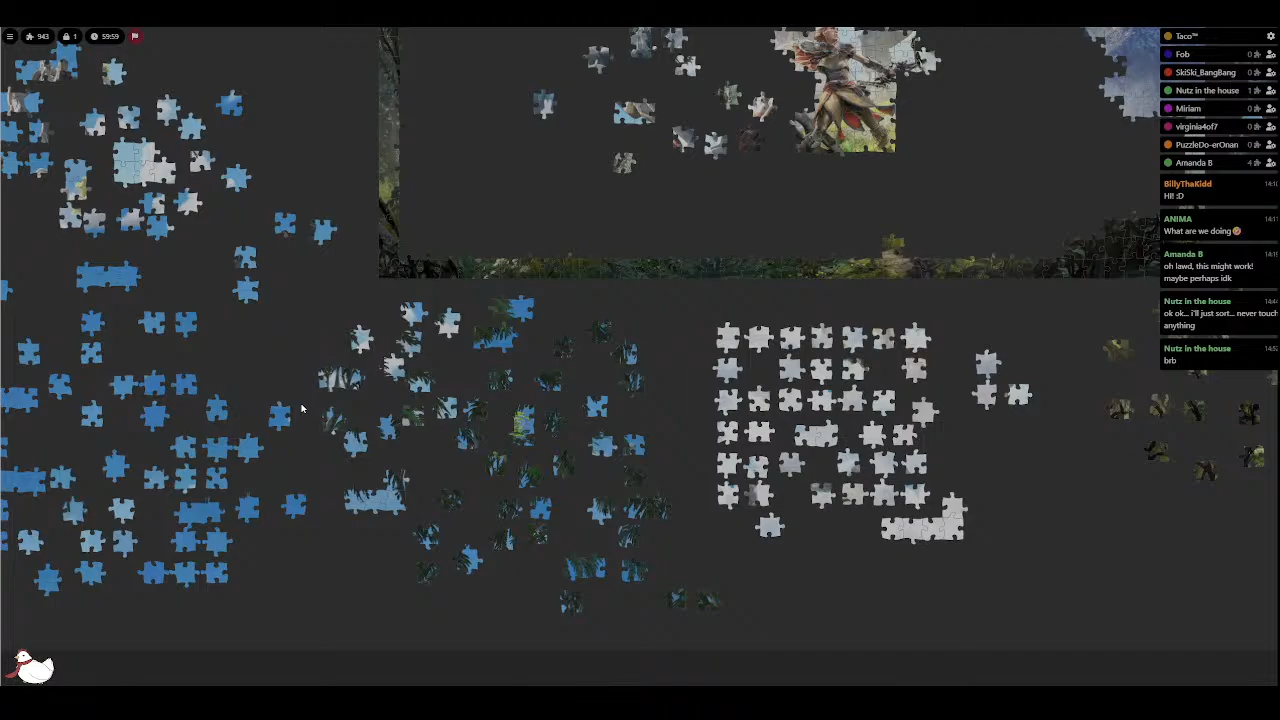 943
1
59:59
Taco™
Fob 0
SkiSki_BangBang 0
Nutz in the house 1
Miriam 0
virginia4of7 0
PuzzleDo-erOnan 0
Amanda B 4
BillyThaKidd
HI! :D
ANIMA
What are we doing
Amanda B
oh lawd, this might work!
maybe perhaps idk
Nutz in the house
ok ok... i'll just sort... never touch
anything
Nutz in the house
brb